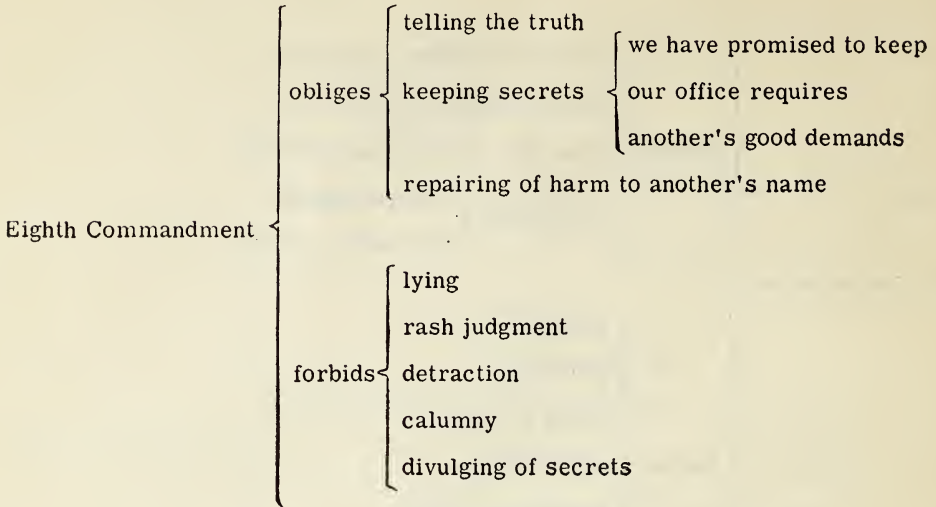 telling the truth
we have promised to keep
obliges keeping secrets our office requires
another's good demands
repairing of harm to another's name
Eighth Commandment
lying
rash judgment
forbids detraction
calumny
divulging of secrets